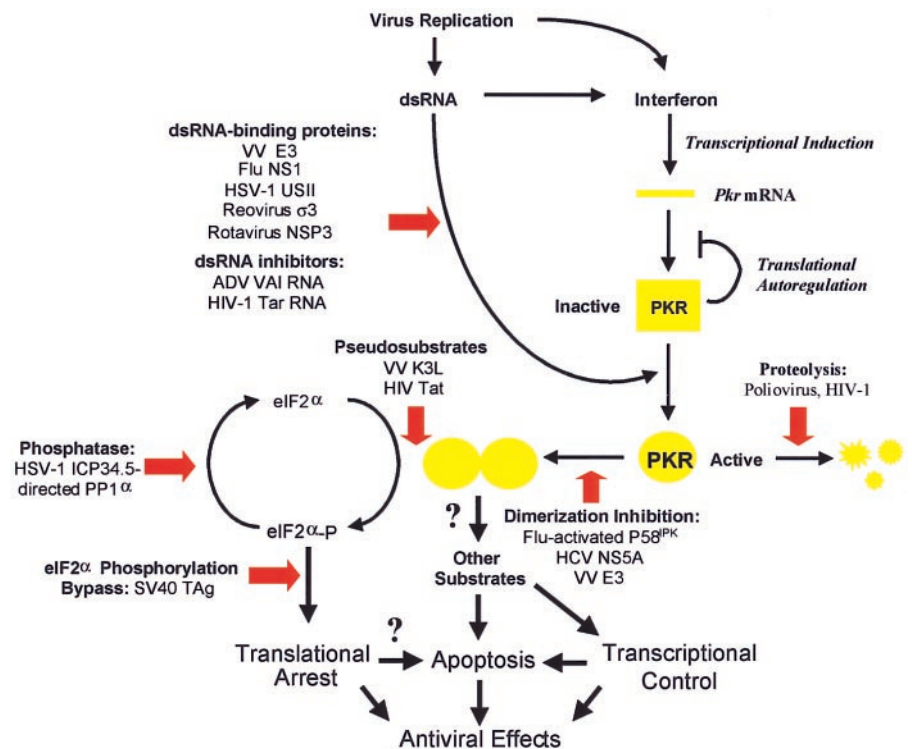 Virus Replication
dsRNA
Interferon
dsRNA-binding proteins:
VV E3
Flu NS1
HSV-1 USII
Reovirus σ3
Rotavirus NSP3
dsRNA inhibitors:
ADV VAI RNA
HIV-1 Tar RNA
Transcriptional Induction
Pkr mRNA
Translational
Autoregulation
Inactive
PKR
Pseudosubstrates
VV K3L
HIV Tat
Proteolysis:
Poliovirus, HIV-1
eIF2α
Phosphatase:
HSV-1 ICP34.5-
directed PP1α
PKR
Active
eIF2α-P
?
Dimerization Inhibition:
Flu-activated P58IPK
HCV NS5A
VV E3
Other
Substrates
eIF2α Phosphorylation
Bypass: SV40 TAg
?
Translational
Arrest
Apoptosis
Transcriptional
Control
Antiviral Effects